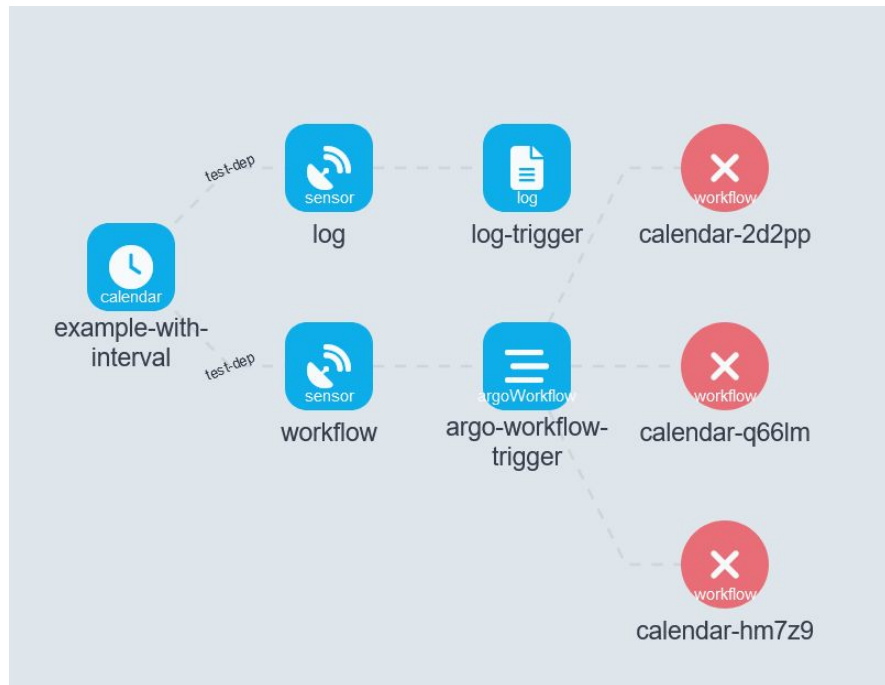 test-dep
sensor
log
log
log-trigger
workflow
calendar-2d2pp
calendar
example-with-
interval
test-dep
sensor
workflow
argoWorkflow
argo-workflow-
trigger
workflow
calendar-q66lm
workflow
calendar-hm7z9